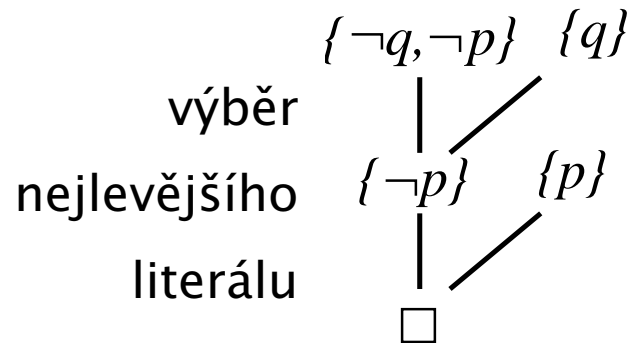 {¬q,¬p} {q}
výběr
nejlevějšího {¬p} {p}
literálu
□